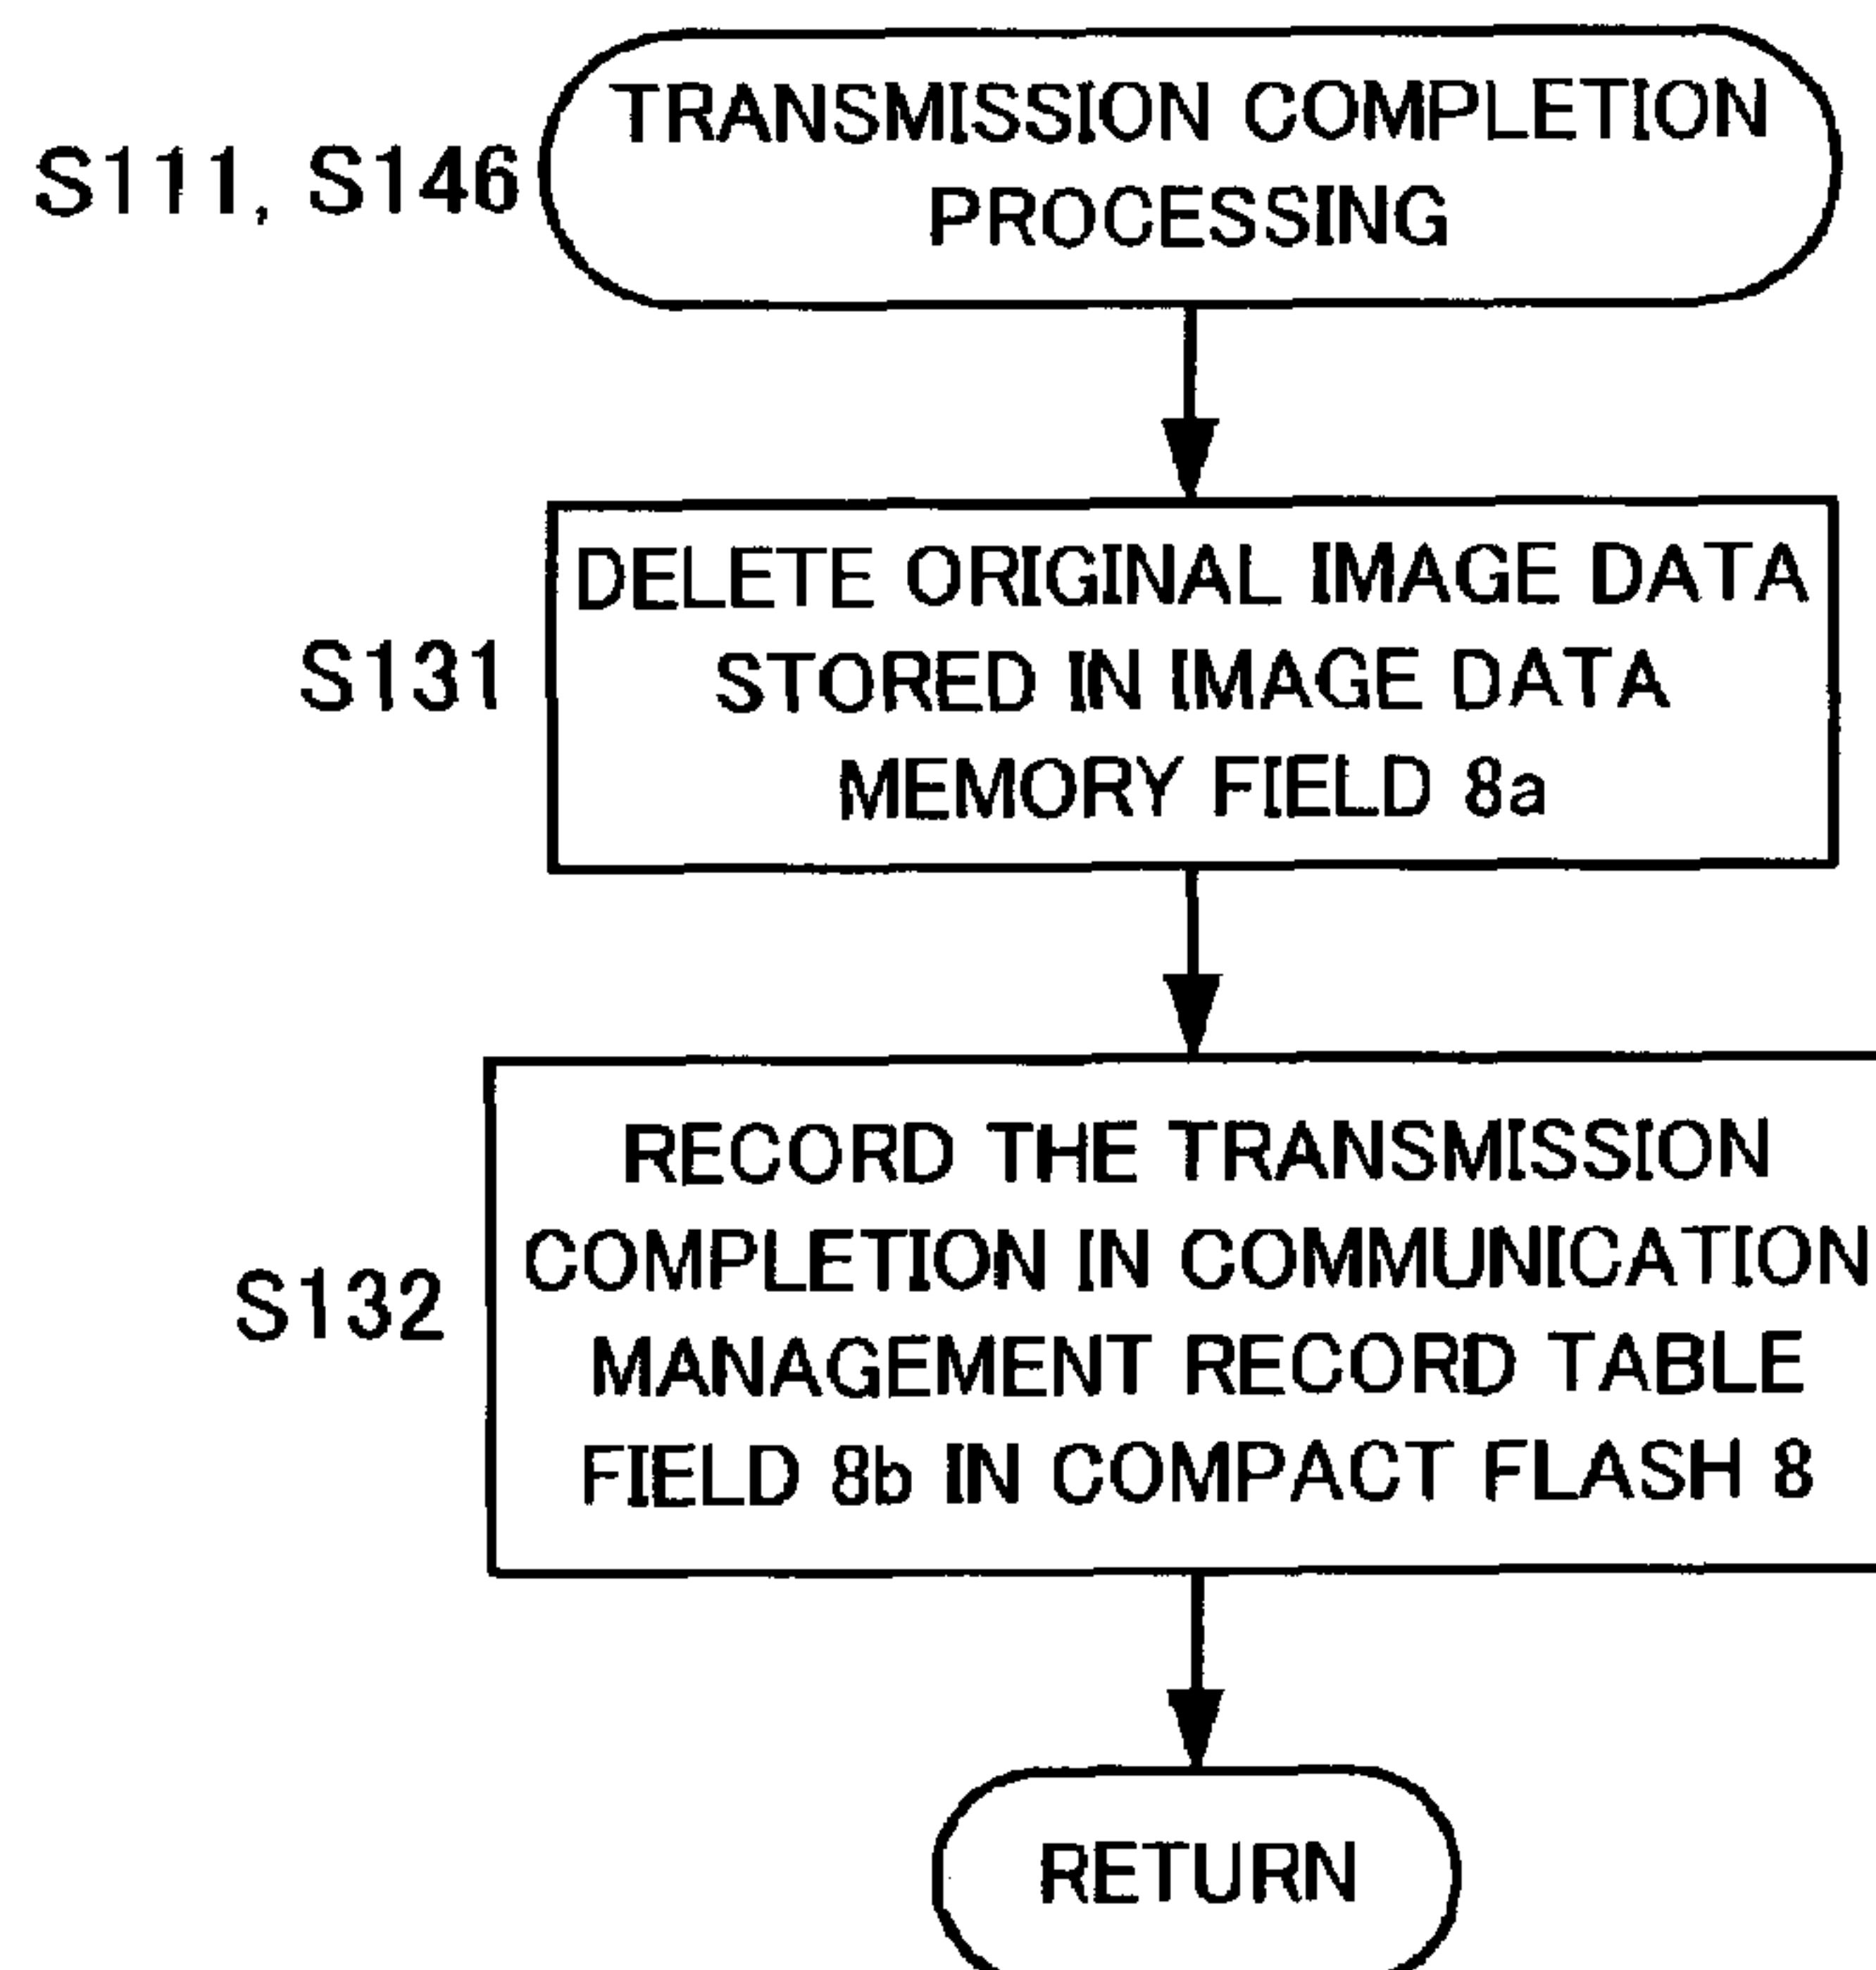 S111, S146
TRANSMISSION COMPLETION
PROCESSING
S131
DELETE ORIGINAL IMAGE DATA
STORED IN IMAGE DATA
MEMORY FIELD 8a
S132
RECORD THE TRANSMISSION
COMPLETION IN COMMUNICATION
MANAGEMENT RECORD TABLE
FIELD 8b IN COMPACT FLASH 8
RETURN